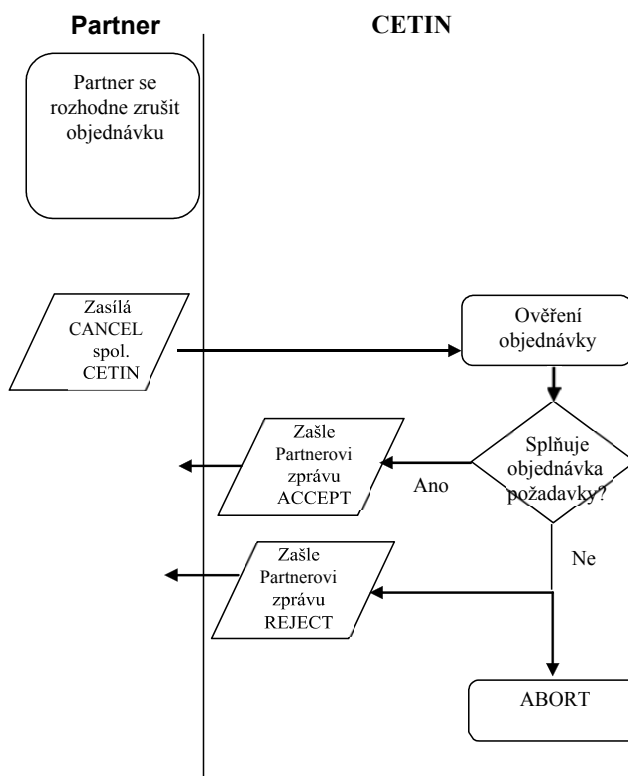 Partner
CETIN
Partner se
rozhodne zrušit
objednávku
Zasílá
CANCEL
spol.
CETIN
Ověření
objednávky
Splňuje
objednávka
požadavky?
Ano
Zašle
Partnerovi
zprávu
ACCEPT
Ne
Zašle
Partnerovi
zprávu
REJECT
ABORT